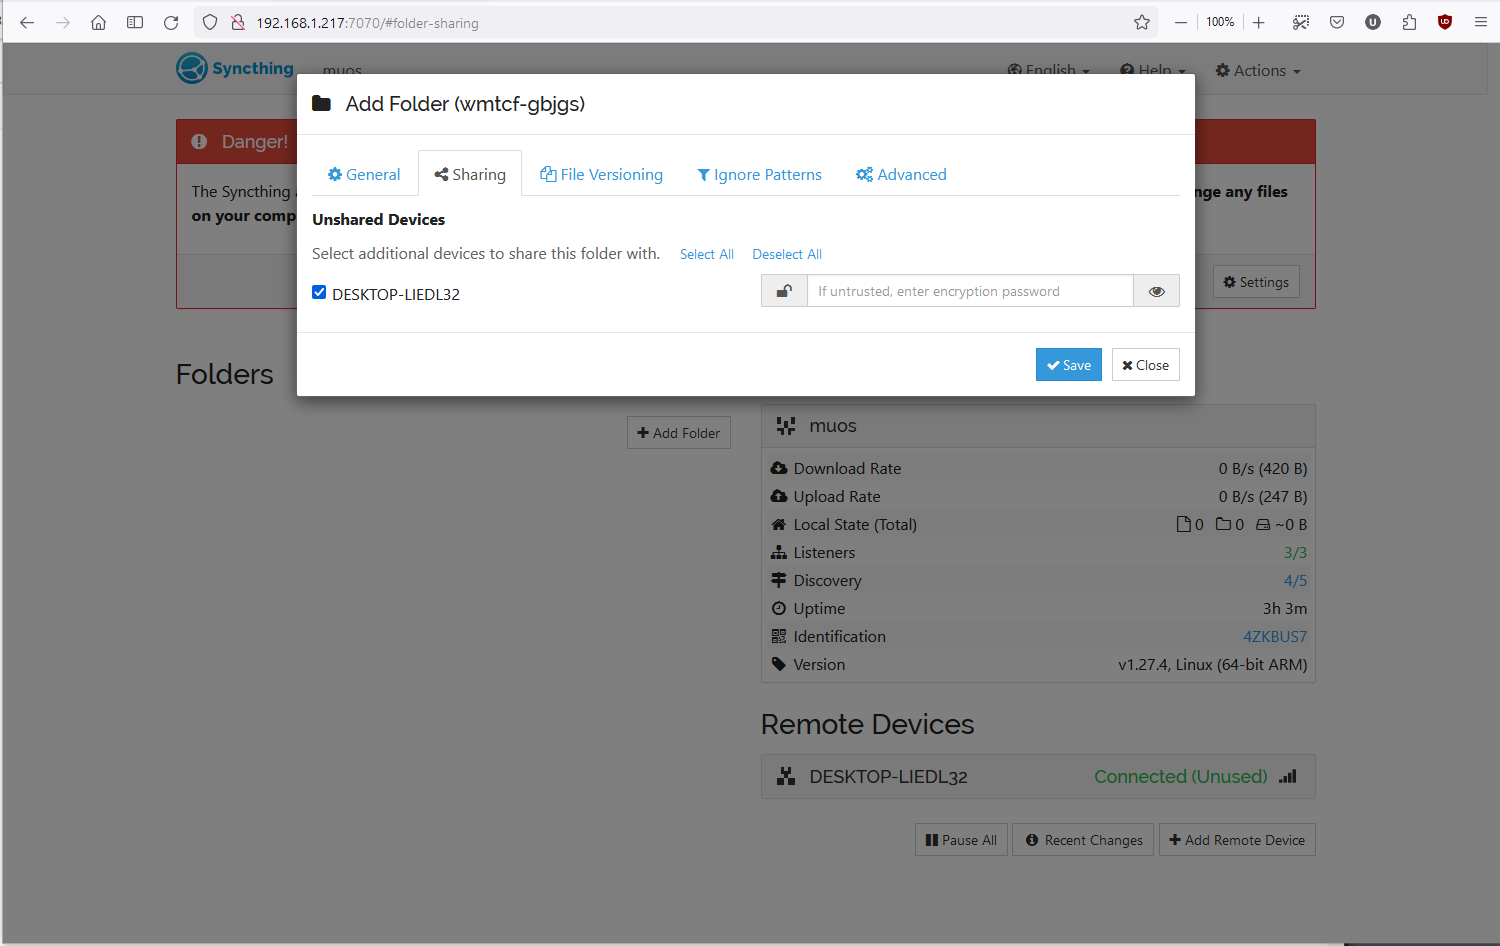 192.168.1.217:7070/#folder-sharing
100%
Syncthing
muos
English
Help
Actions
Add Folder (wmtcf-gbjgs)
Danger!
General
Sharing
File Versioning
Ignore Patterns
Advanced
The Syncthing
nge any files
on your comp
Unshared Devices
Select additional devices to share this folder with.
Select All
Deselect All
DESKTOP-LIEDL32
If untrusted, enter encryption password
Settings
Save
Close
Folders
Add Folder
muos
Download Rate 0 B/s (420 B)
Upload Rate 0 B/s (247 B)
Local State (Total) 0 0 ~0 B
Listeners 3/3
Discovery 4/5
Uptime 3h 3m
Identification 4ZKBUS7
Version v1.27.4, Linux (64-bit ARM)
Remote Devices
DESKTOP-LIEDL32 Connected (Unused)
Pause All
Recent Changes
Add Remote Device